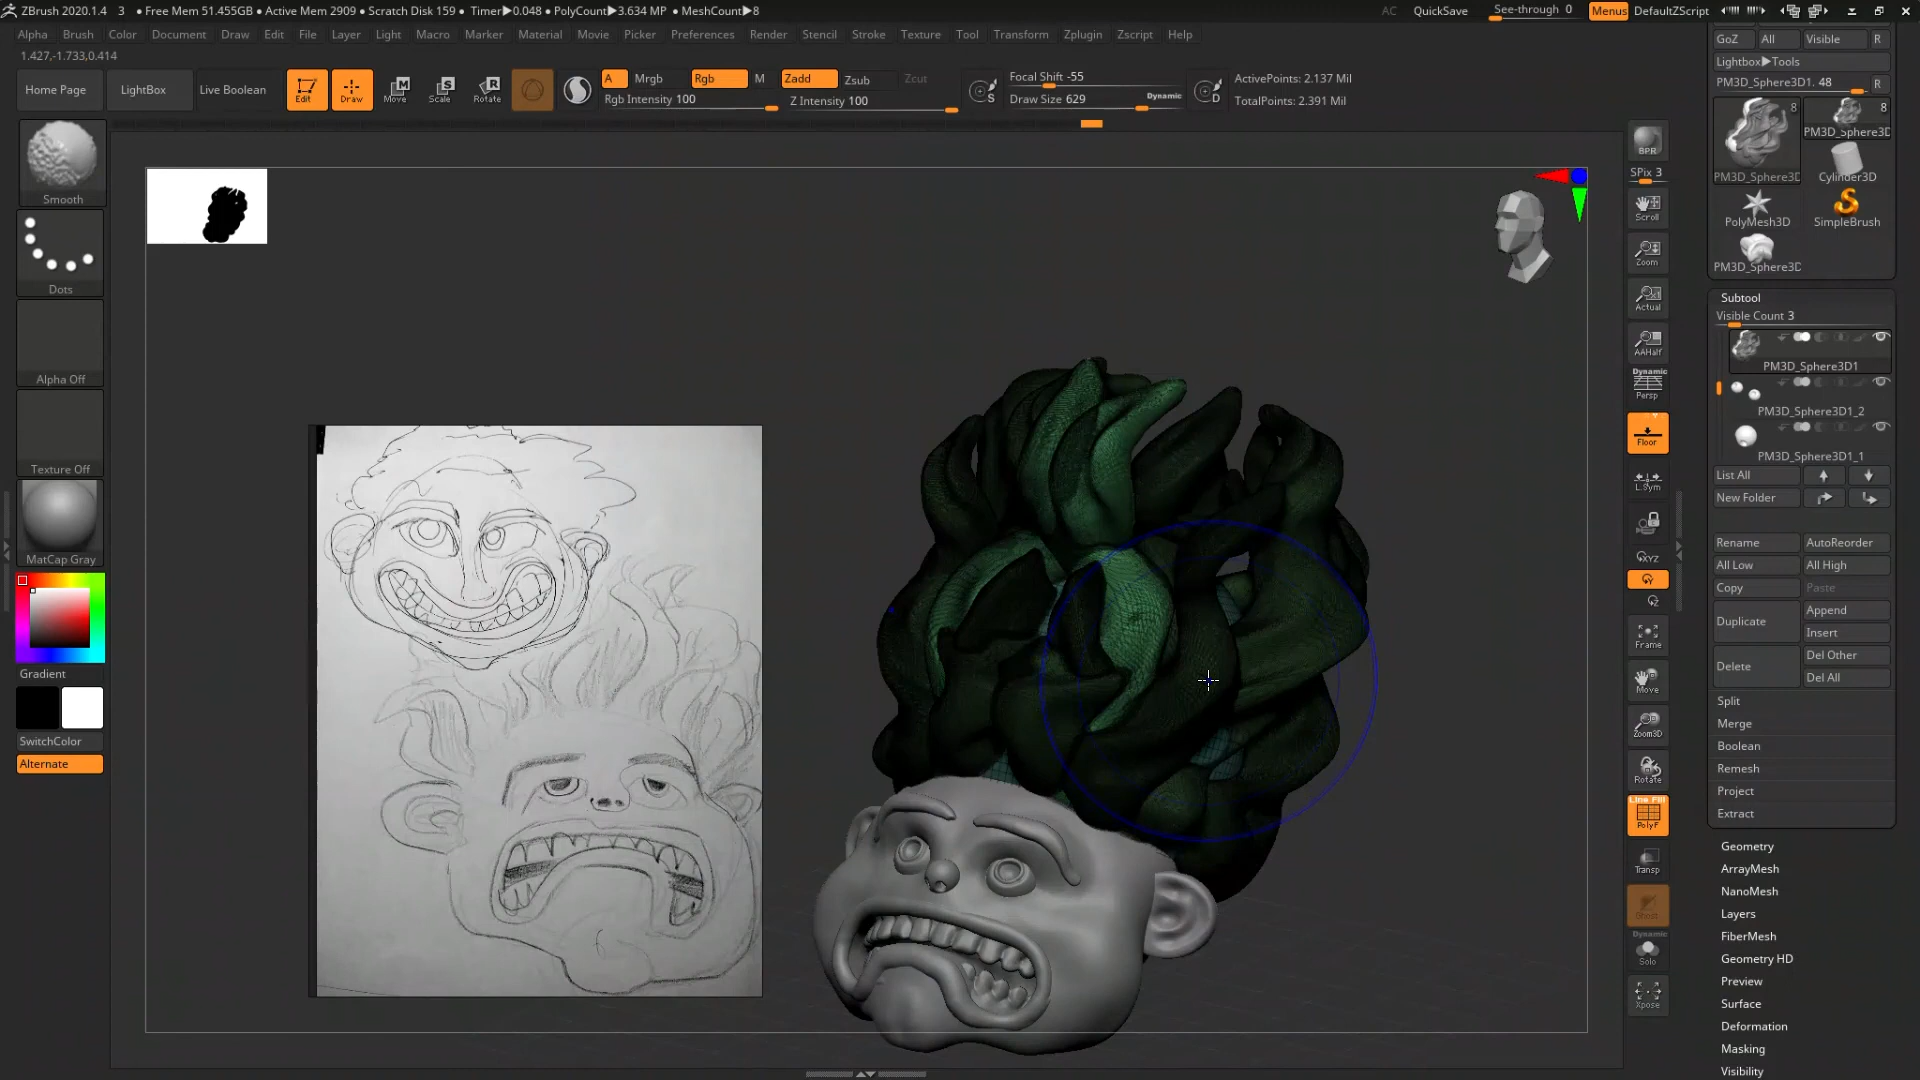 ZBrush 2020.1.4 3 • Free Mem 51.455GB • Active Mem 2909 • Scratch Disk 159 • Timer▶0.048 • PolyCount▶3.634 MP • MeshCount▶8
AC QuickSave See-through 0 Menus DefaultZScript
Alpha Brush Color Document Draw Edit File Layer Light Macro Marker Material Movie Picker Preferences Render Stencil Stroke Texture Tool Transform Zplugin Zscript Help
1.427,-1.733,0.414
Home Page LightBox Live Boolean
Edit Draw Move Scale Rotate
A Mrgb Rgb M Zadd Zsub Zcut
Rgb Intensity 100 Z Intensity 100
S
Focal Shift -55
Draw Size 629 Dynamic
D
ActivePoints: 2.137 Mil
TotalPoints: 2.391 Mil
Smooth
Dots
Alpha Off
Texture Off
MatCap Gray
Gradient
SwitchColor
Alternate
BPR
SPix 3
Scroll
Zoom
Actual
AAHalf
Dynamic
Persp
Floor
L.Sym
XYZ
Y
Z
Frame
Move
Zoom3D
Rotate
Line Fill
PolyF
Transp
Ghost
Dynamic
Solo
Xpose
GoZ All Visible R
Lightbox▶Tools
PM3D_Sphere3D1. 48 R
8 8
PM3D_Sphere3D
PM3D_Sphere3D
Cylinder3D
PolyMesh3D SimpleBrush
PM3D_Sphere3D
Subtool
Visible Count 3
PM3D_Sphere3D1
PM3D_Sphere3D1_2
PM3D_Sphere3D1_1
List All
New Folder
Rename AutoReorder
All Low All High
Copy Paste
Duplicate Append
Insert
Delete Del Other
Del All
Split
Merge
Boolean
Remesh
Project
Extract
Geometry
ArrayMesh
NanoMesh
Layers
FiberMesh
Geometry HD
Preview
Surface
Deformation
Masking
Visibility